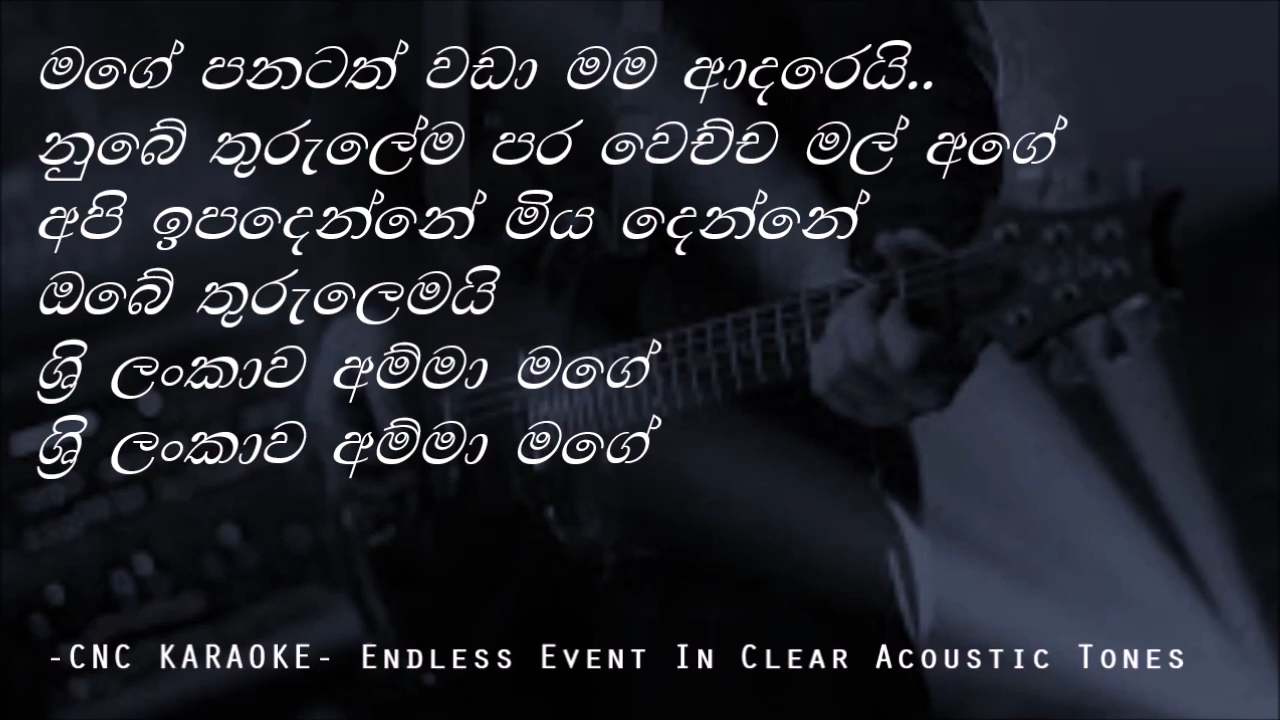 මගේ පනටත් වඩා මම ආදරෙයි..
නුබේ තුරුලේම පර වෙච්ච මල් අගේ
අපි ඉපදෙන්නේ මිය දෙන්නේ
ඔබේ තුරුලෙමයි
ශ්‍රි ලංකාව අම්මා මගේ
ශ්‍රි ලංකාව අම්මා මගේ
-CNC KARAOKE- Endless Event In Clear Acoustic Tones